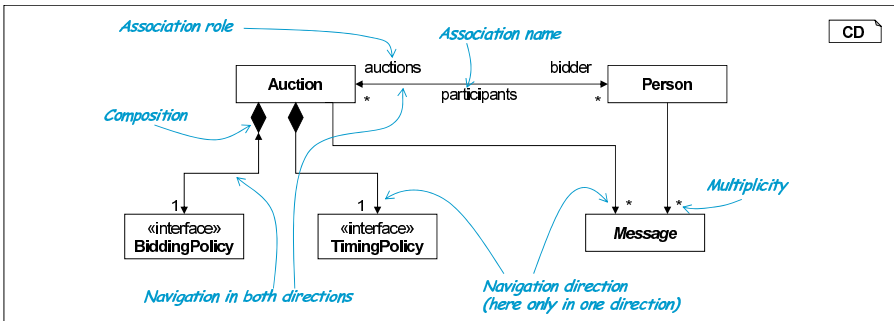 Association role
Association name
CD
auctions
bidder
Auction
Person
*
participants
*
Composition
Multiplicity
1
1
*
*
«interface»
BiddingPolicy
«interface»
TimingPolicy
Message
Navigation in both directions
Navigation direction
(here only in one direction)